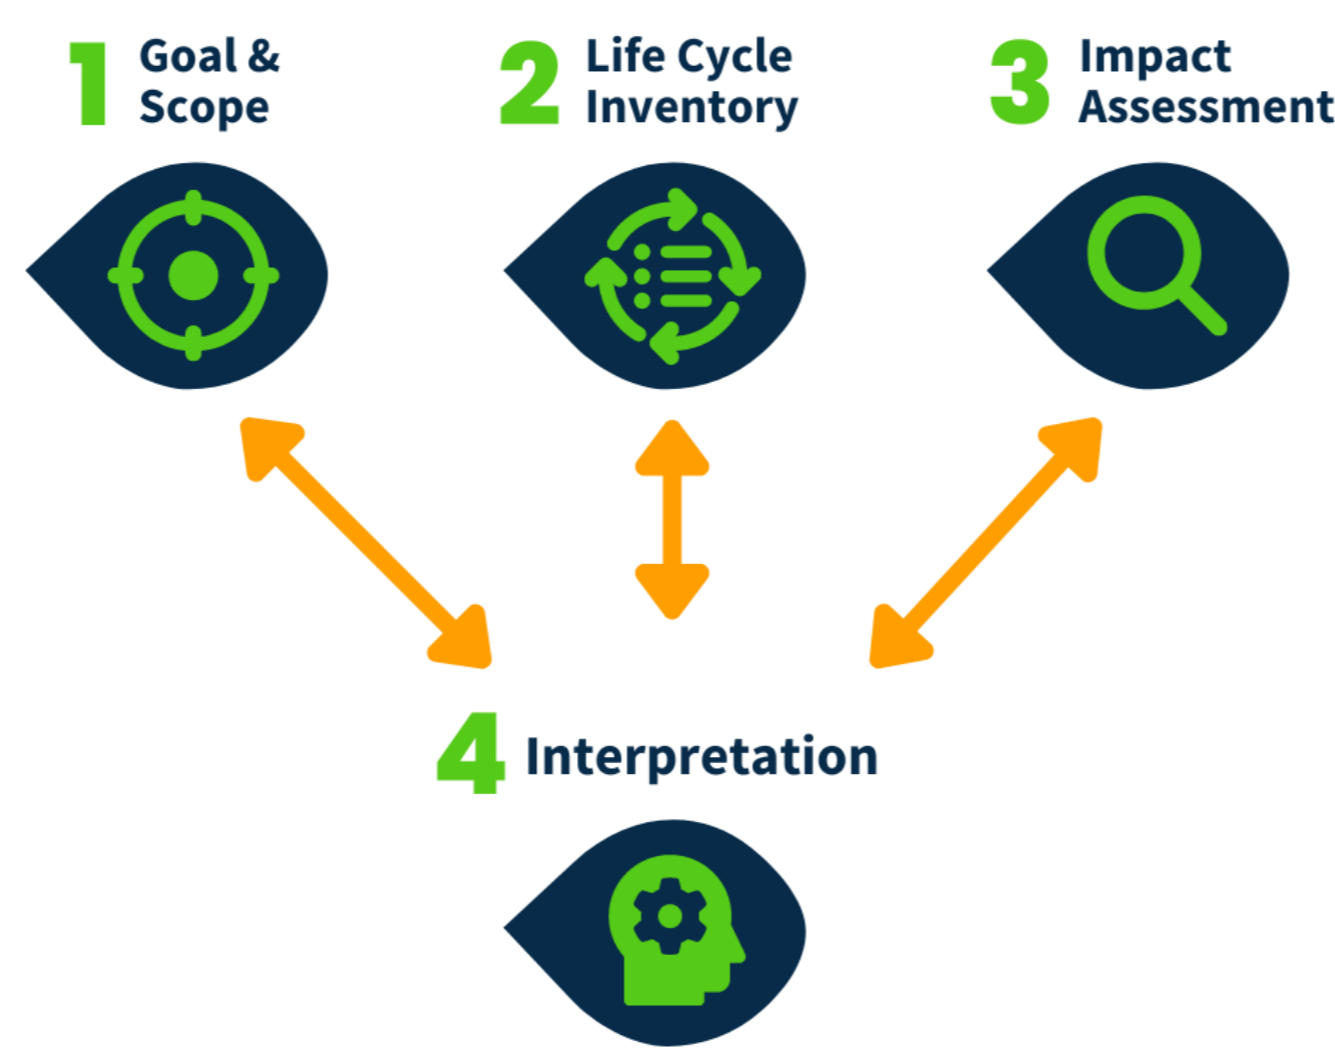 1 Goal &
Scope
2 Life Cycle
Inventory
3 Impact
Assessment
4 Interpretation